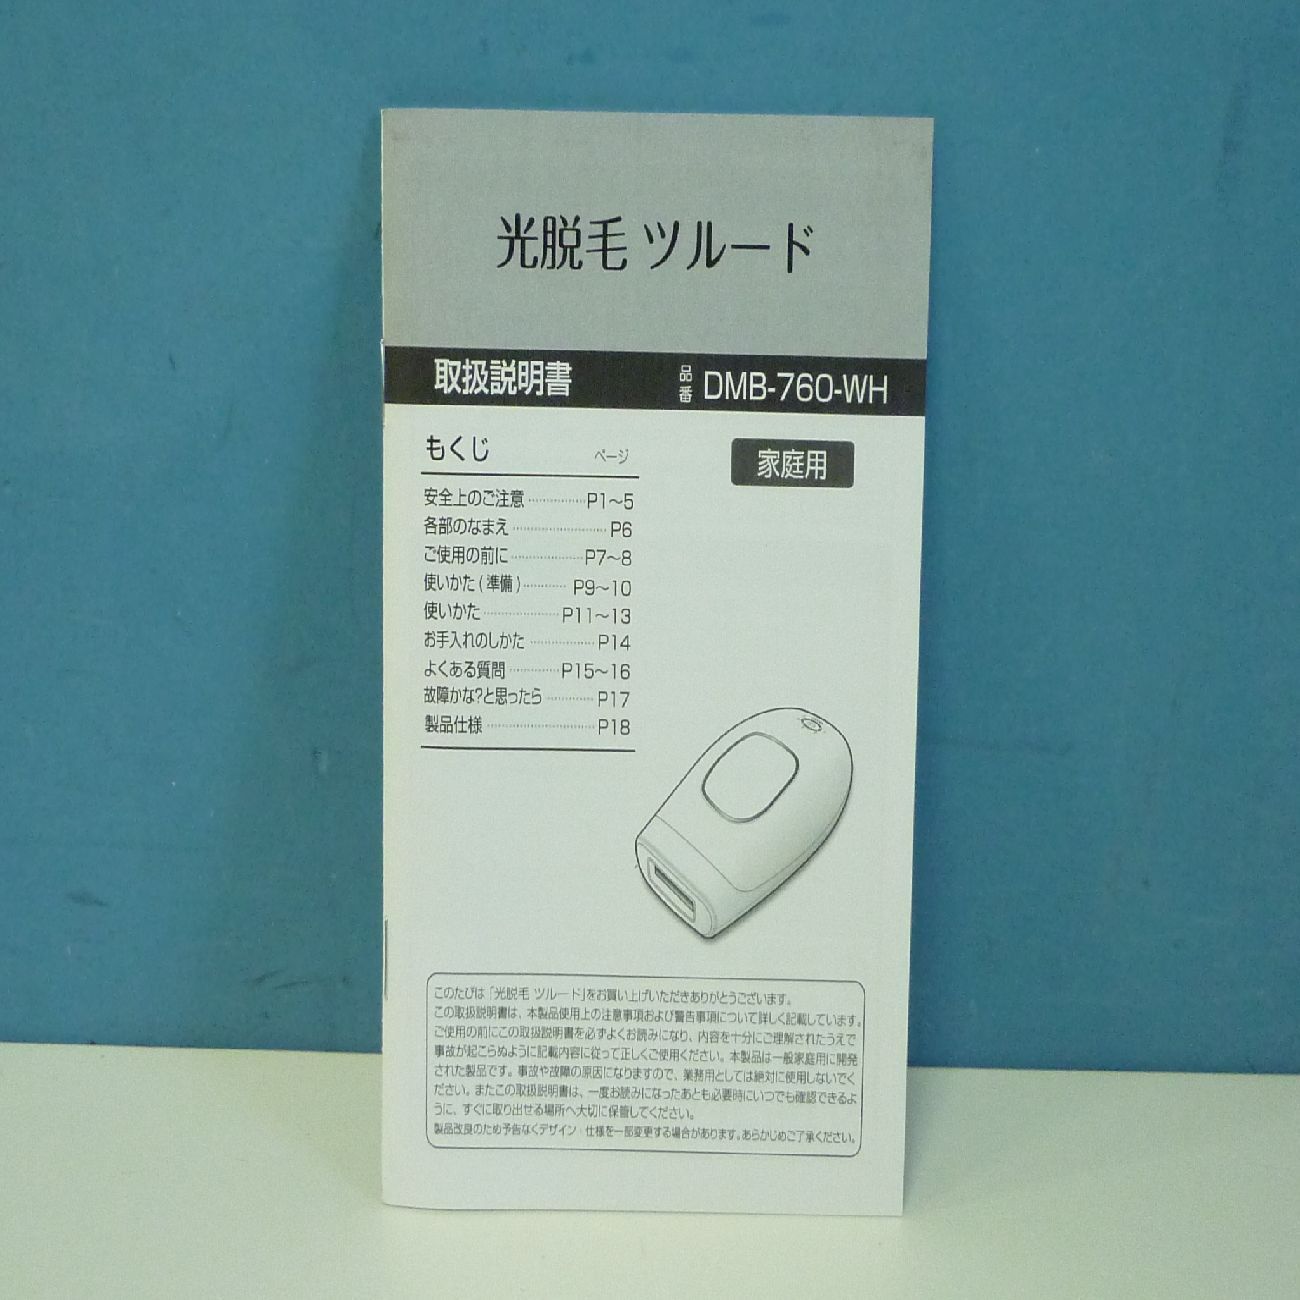 光脱毛 ツルード
取扱説明書
品番 DMB-760-WH
もくじ ページ
家庭用
安全上のご注意 P1～5
各部のなまえ P6
ご使用の前に P7～8
使いかた(準備) P9～10
使いかた P11～13
お手入れのしかた P14
よくある質問 P15～16
故障かな?と思ったら P17
製品仕様 P18
このたびは「光脱毛 ツルード」をお買い上げいただきありがとうございます。
この取扱説明書は、本製品使用上の注意事項および警告事項について詳しく記載しています。
ご使用の前にこの取扱説明書を必ずよくお読みになり、内容を十分にご理解されたうえで
事故が起こらぬように記載内容に従って正しくご使用ください。本製品は一般家庭用に開発
された製品です。事故や故障の原因になりますので、業務用としては絶対に使用しないでく
ださい。またこの取扱説明書は、一度お読みになったあとも必要時にいつでも確認できるよ
うに、すぐに取り出せる場所へ大切に保管してください。
製品改良のため予告なくデザイン・仕様を一部変更する場合があります。あらかじめご了承ください。